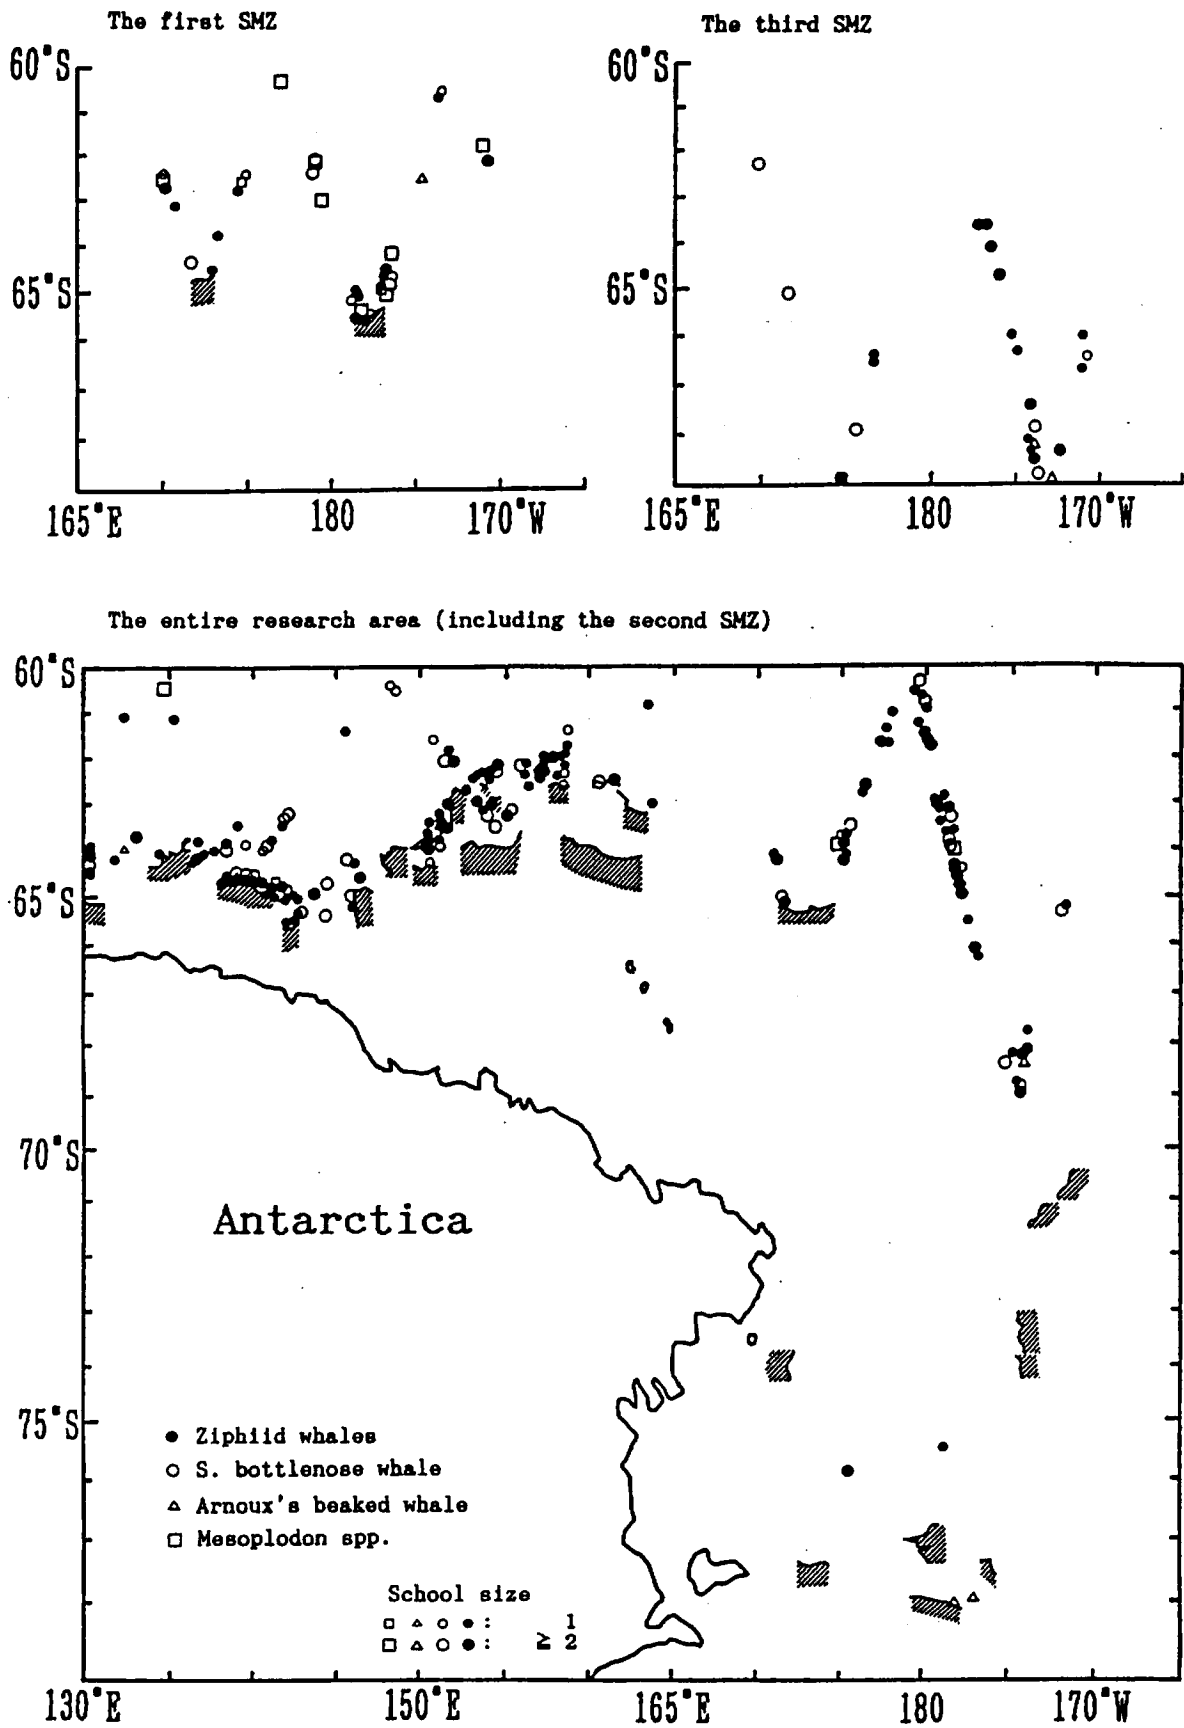 The first SMZ
60°S
65°S
165°E 180 170°W
The third SMZ
60°S
65°S
165°E 180 170°W
The entire research area (including the second SMZ)
60°S
65°S
70°S
75°S
Antarctica
● Ziphiid whales
○ S. bottlenose whale
△ Arnoux's beaked whale
□ Mesoplodon spp.
School size
□ △ ○ ● : 1
□ △ ○ ● : ≧ 2
130°E 150°E 165°E 180 170°W